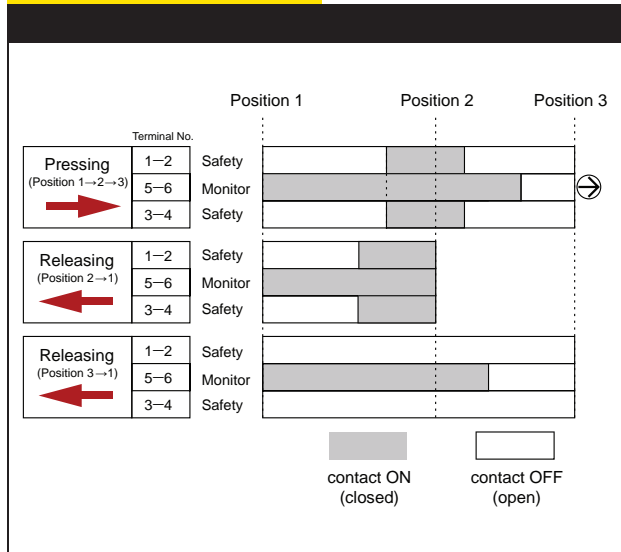 Position 1 Position 2 Position 3
Terminal No.
Pressing
(Position 1→2→3)
1—2 Safety
5—6 Monitor
3—4 Safety
Releasing
(Position 2→1)
1—2 Safety
5—6 Monitor
3—4 Safety
Releasing
(Position 3→1)
1—2 Safety
5—6 Monitor
3—4 Safety
contact ON
(closed)
contact OFF
(open)